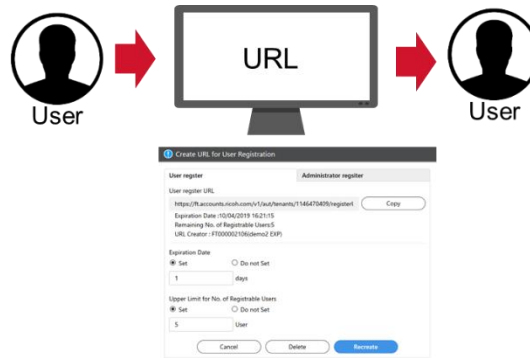 URL
User
User
Create URL for User Registration
User regster
Administrator regsiter
User regster URL
https://ft.accounts.ricoh.com/v1/aut/tenants/1146470409/registerl
Copy
Expiration Date :10/04/2019 16:21:15
Remaining No. of Registrable Users:5
URL Creator : FT000002106(demo2 EXP)
Expiration Date
Set Do not Set
1 days
Upper Limit for No. of Registrable Users
Set Do not Set
5 User
Cancel Delete Recreate